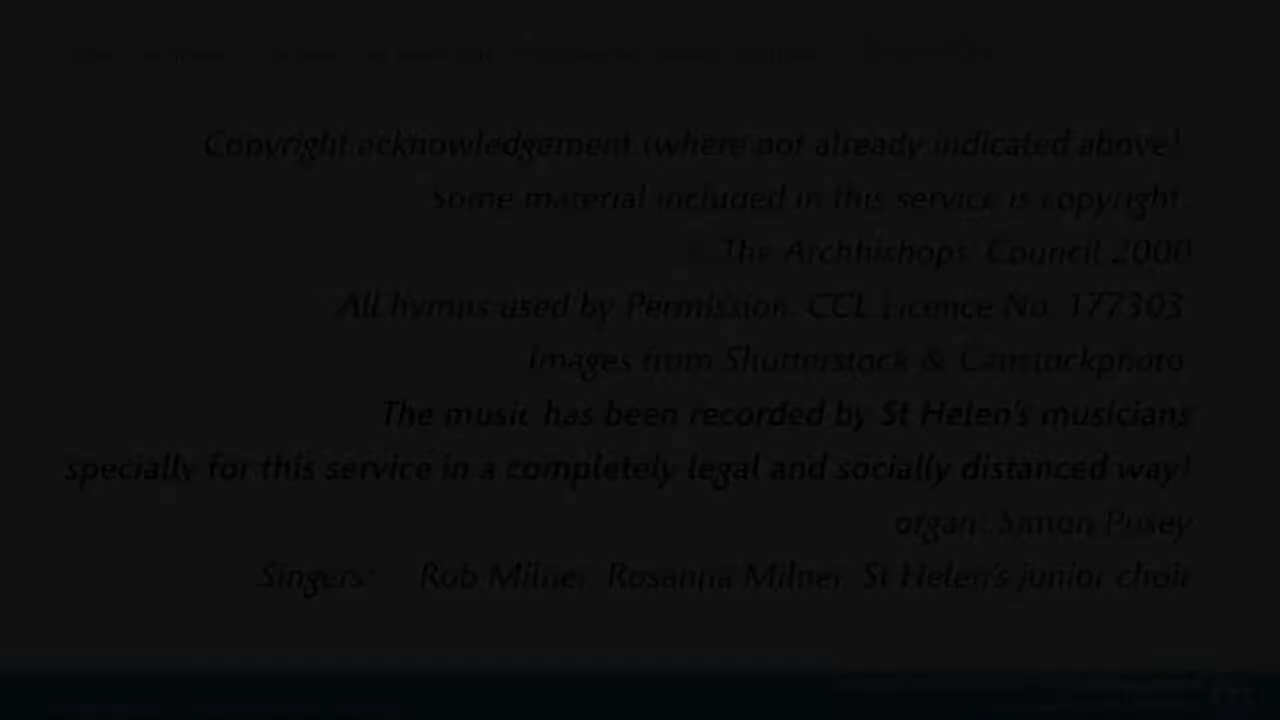 Copyright acknowledgement (where not already indicated above):
Some material included in this service is copyright:
© The Archbishops' Council 2000
All hymns used by Permission. CCL Licence No. 177303
Images from Shutterstock & Canstockphoto
The music has been recorded by St Helen's musicians
specially for this service in a completely legal and socially distanced way!
organ: Simon Pusey
Singers: Rob Milner, Rosanna Milner, St Helen's junior choir